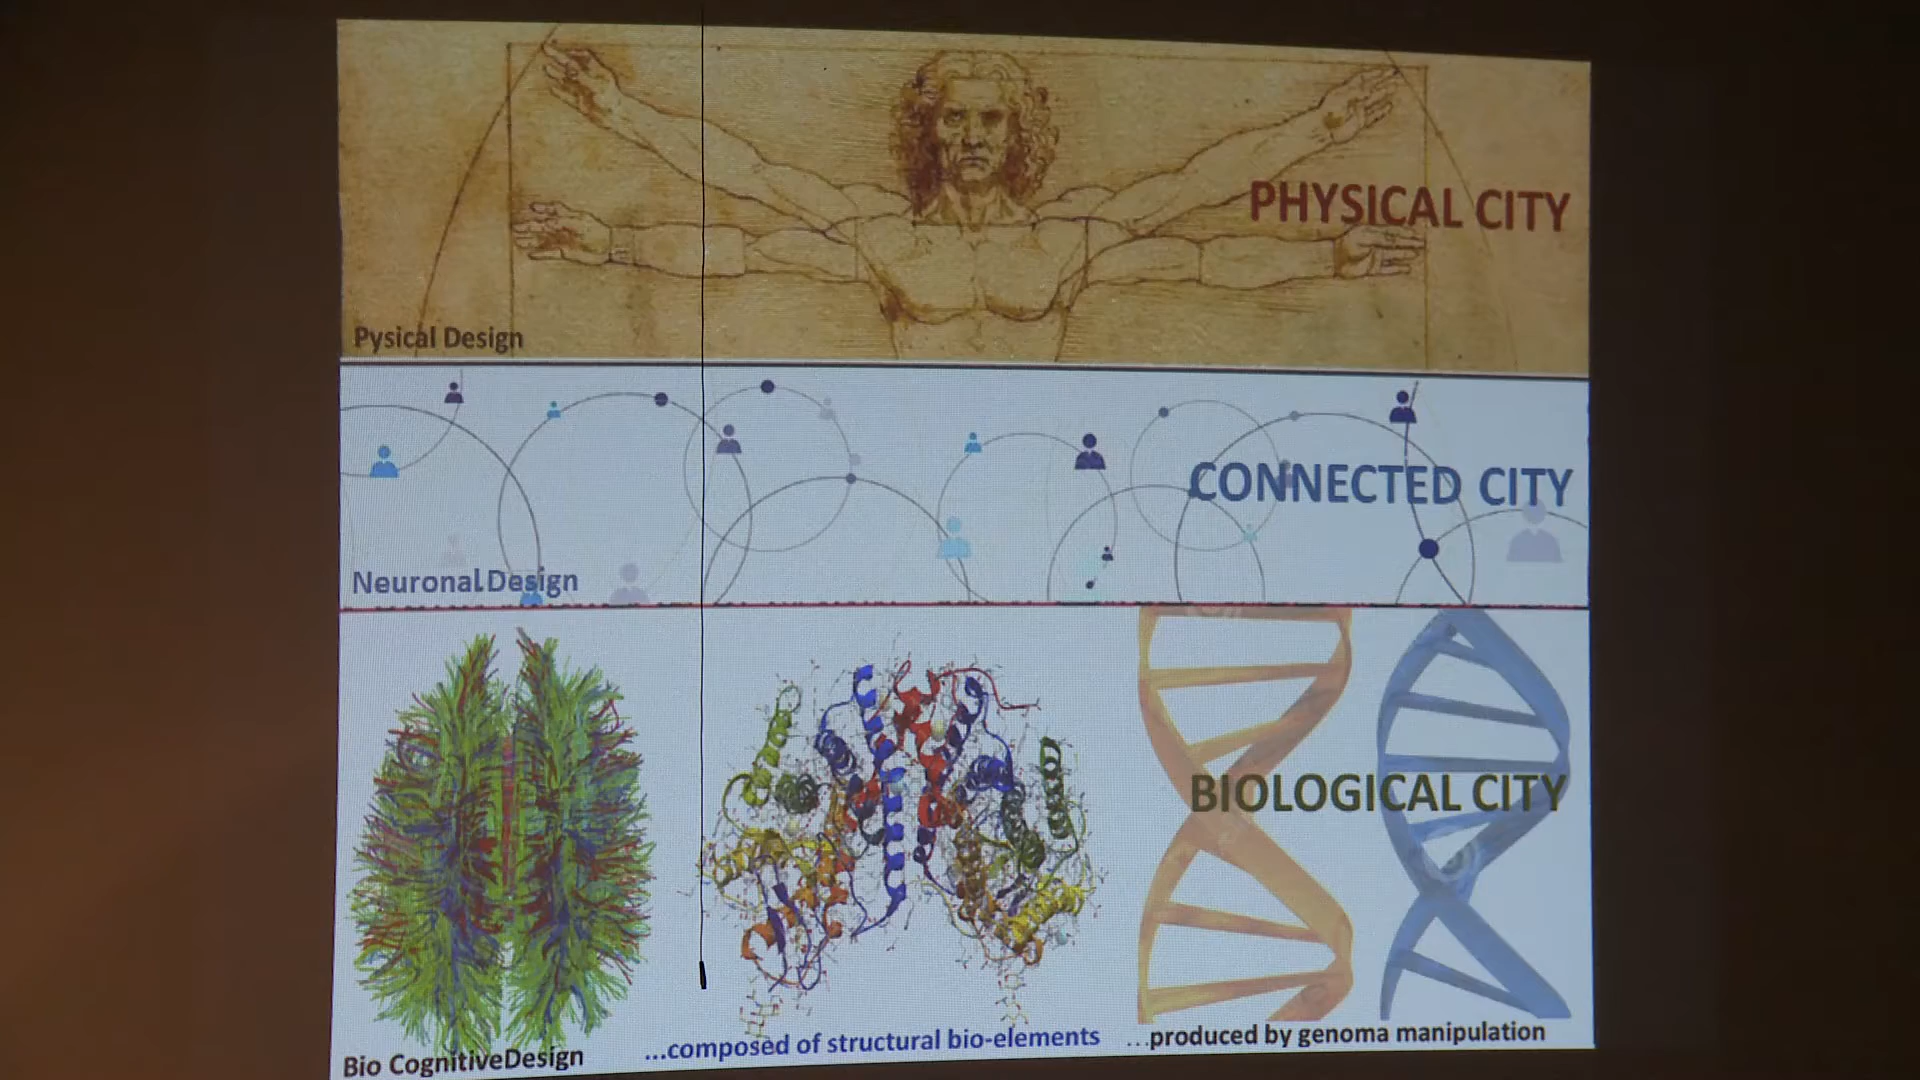 PHYSICAL CITY
Pysical Design
CONNECTED CITY
Neuronal Design
BIOLOGICAL CITY
Bio CognitiveDesign
...composed of structural bio-elements
...produced by genoma manipulation